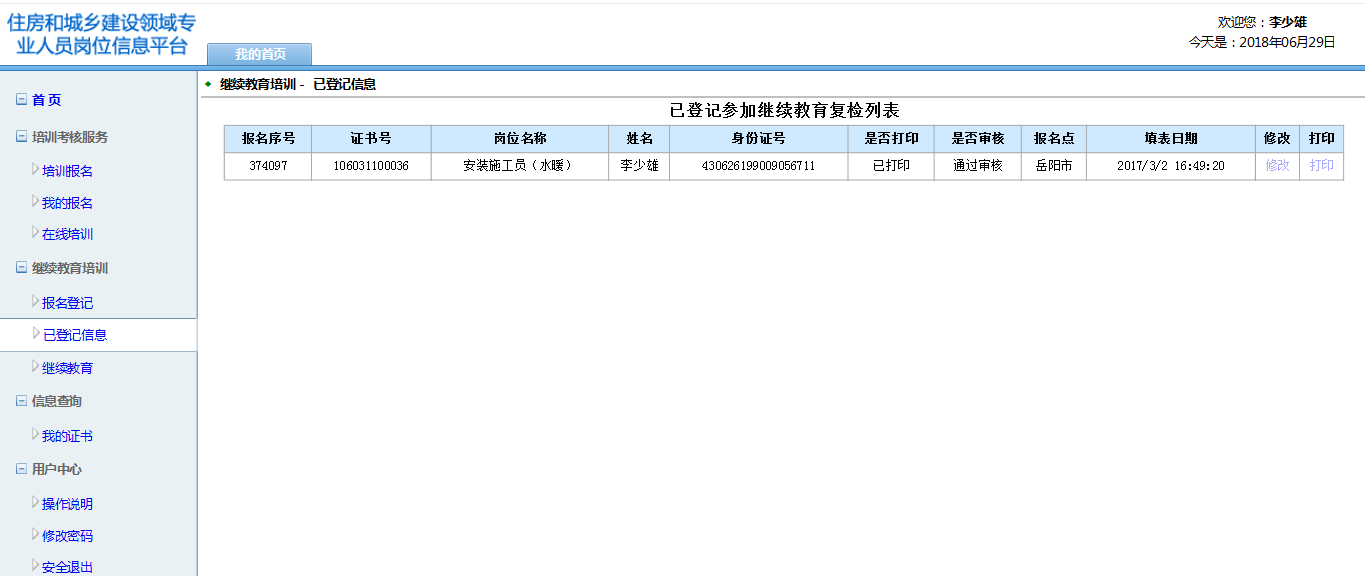 住房和城乡建设领域专
业人员岗位信息平台
我的首页
欢迎您：李少雄
今天是：2018年06月29日
首 页
培训考核服务
培训报名
我的报名
在线培训
继续教育培训
报名登记
已登记信息
继续教育
信息查询
我的证书
用户中心
操作说明
修改密码
安全退出
继续教育培训 - 已登记信息
已登记参加继续教育复检列表
报名序号 证书号 岗位名称 姓名 身份证号 是否打印 是否审核 报名点 填表日期 修改 打印
374097 106031100036 安装施工员（水暖） 李少雄 430626199009056711 已打印 通过审核 岳阳市 2017/3/2 16:49:20 修改 打印